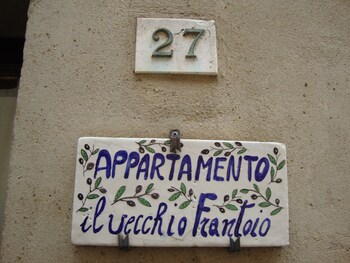 27
APPARTAMENTO
il vecchio Frantoio